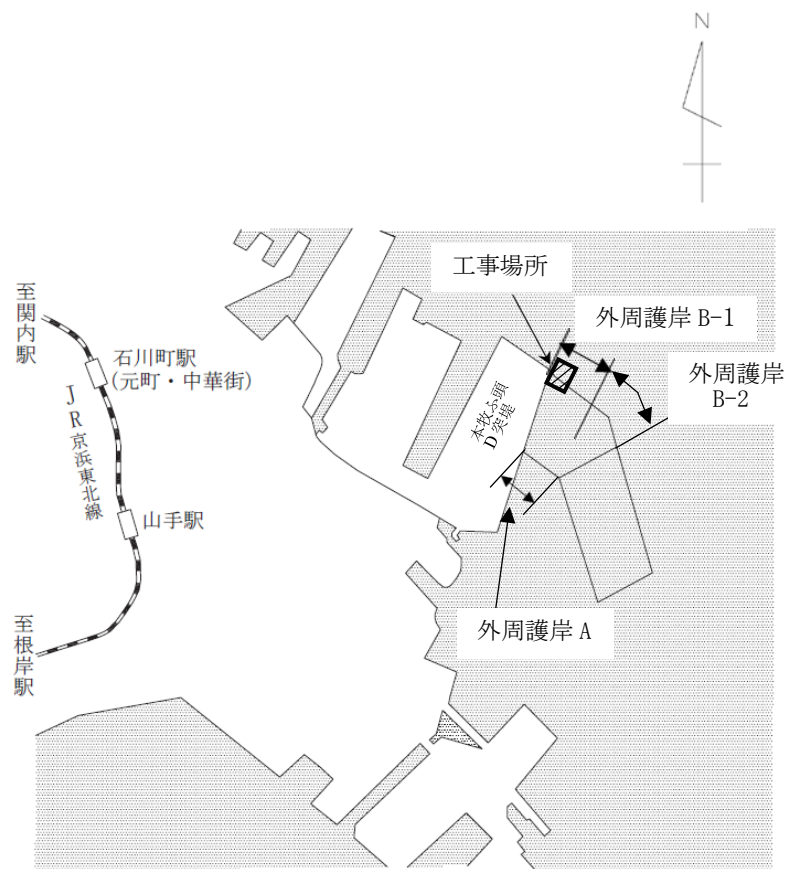 N
工事場所
外周護岸 B-1
外周護岸
B-2
至関内駅
石川町駅
(元町・中華街)
JR京浜東北線
本牧ふ頭
D 突堤
山手駅
外周護岸 A
至根岸駅